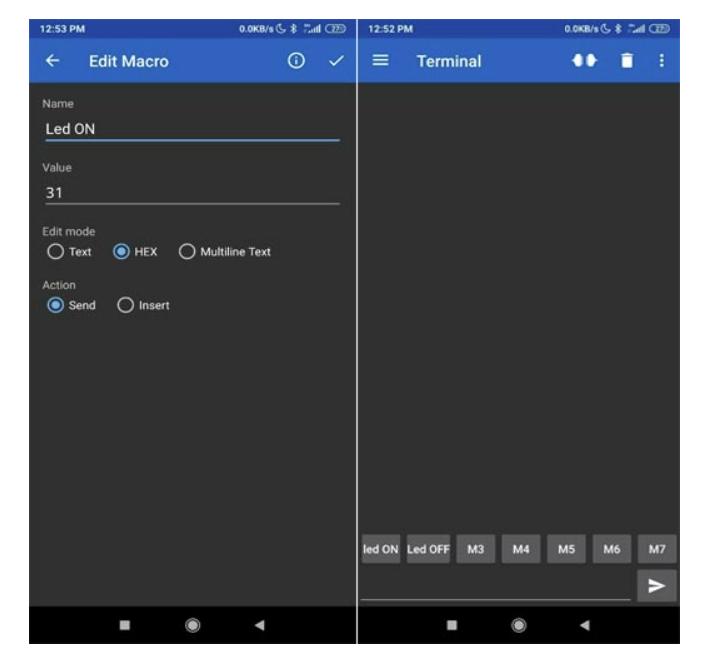 12:53 PM
0.0KB/s
Edit Macro
Name
Led ON
Value
31
Edit mode
Text HEX Multiline Text
Action
Send Insert
12:52 PM
0.0KB/s
Terminal
led ON Led OFF M3 M4 M5 M6 M7